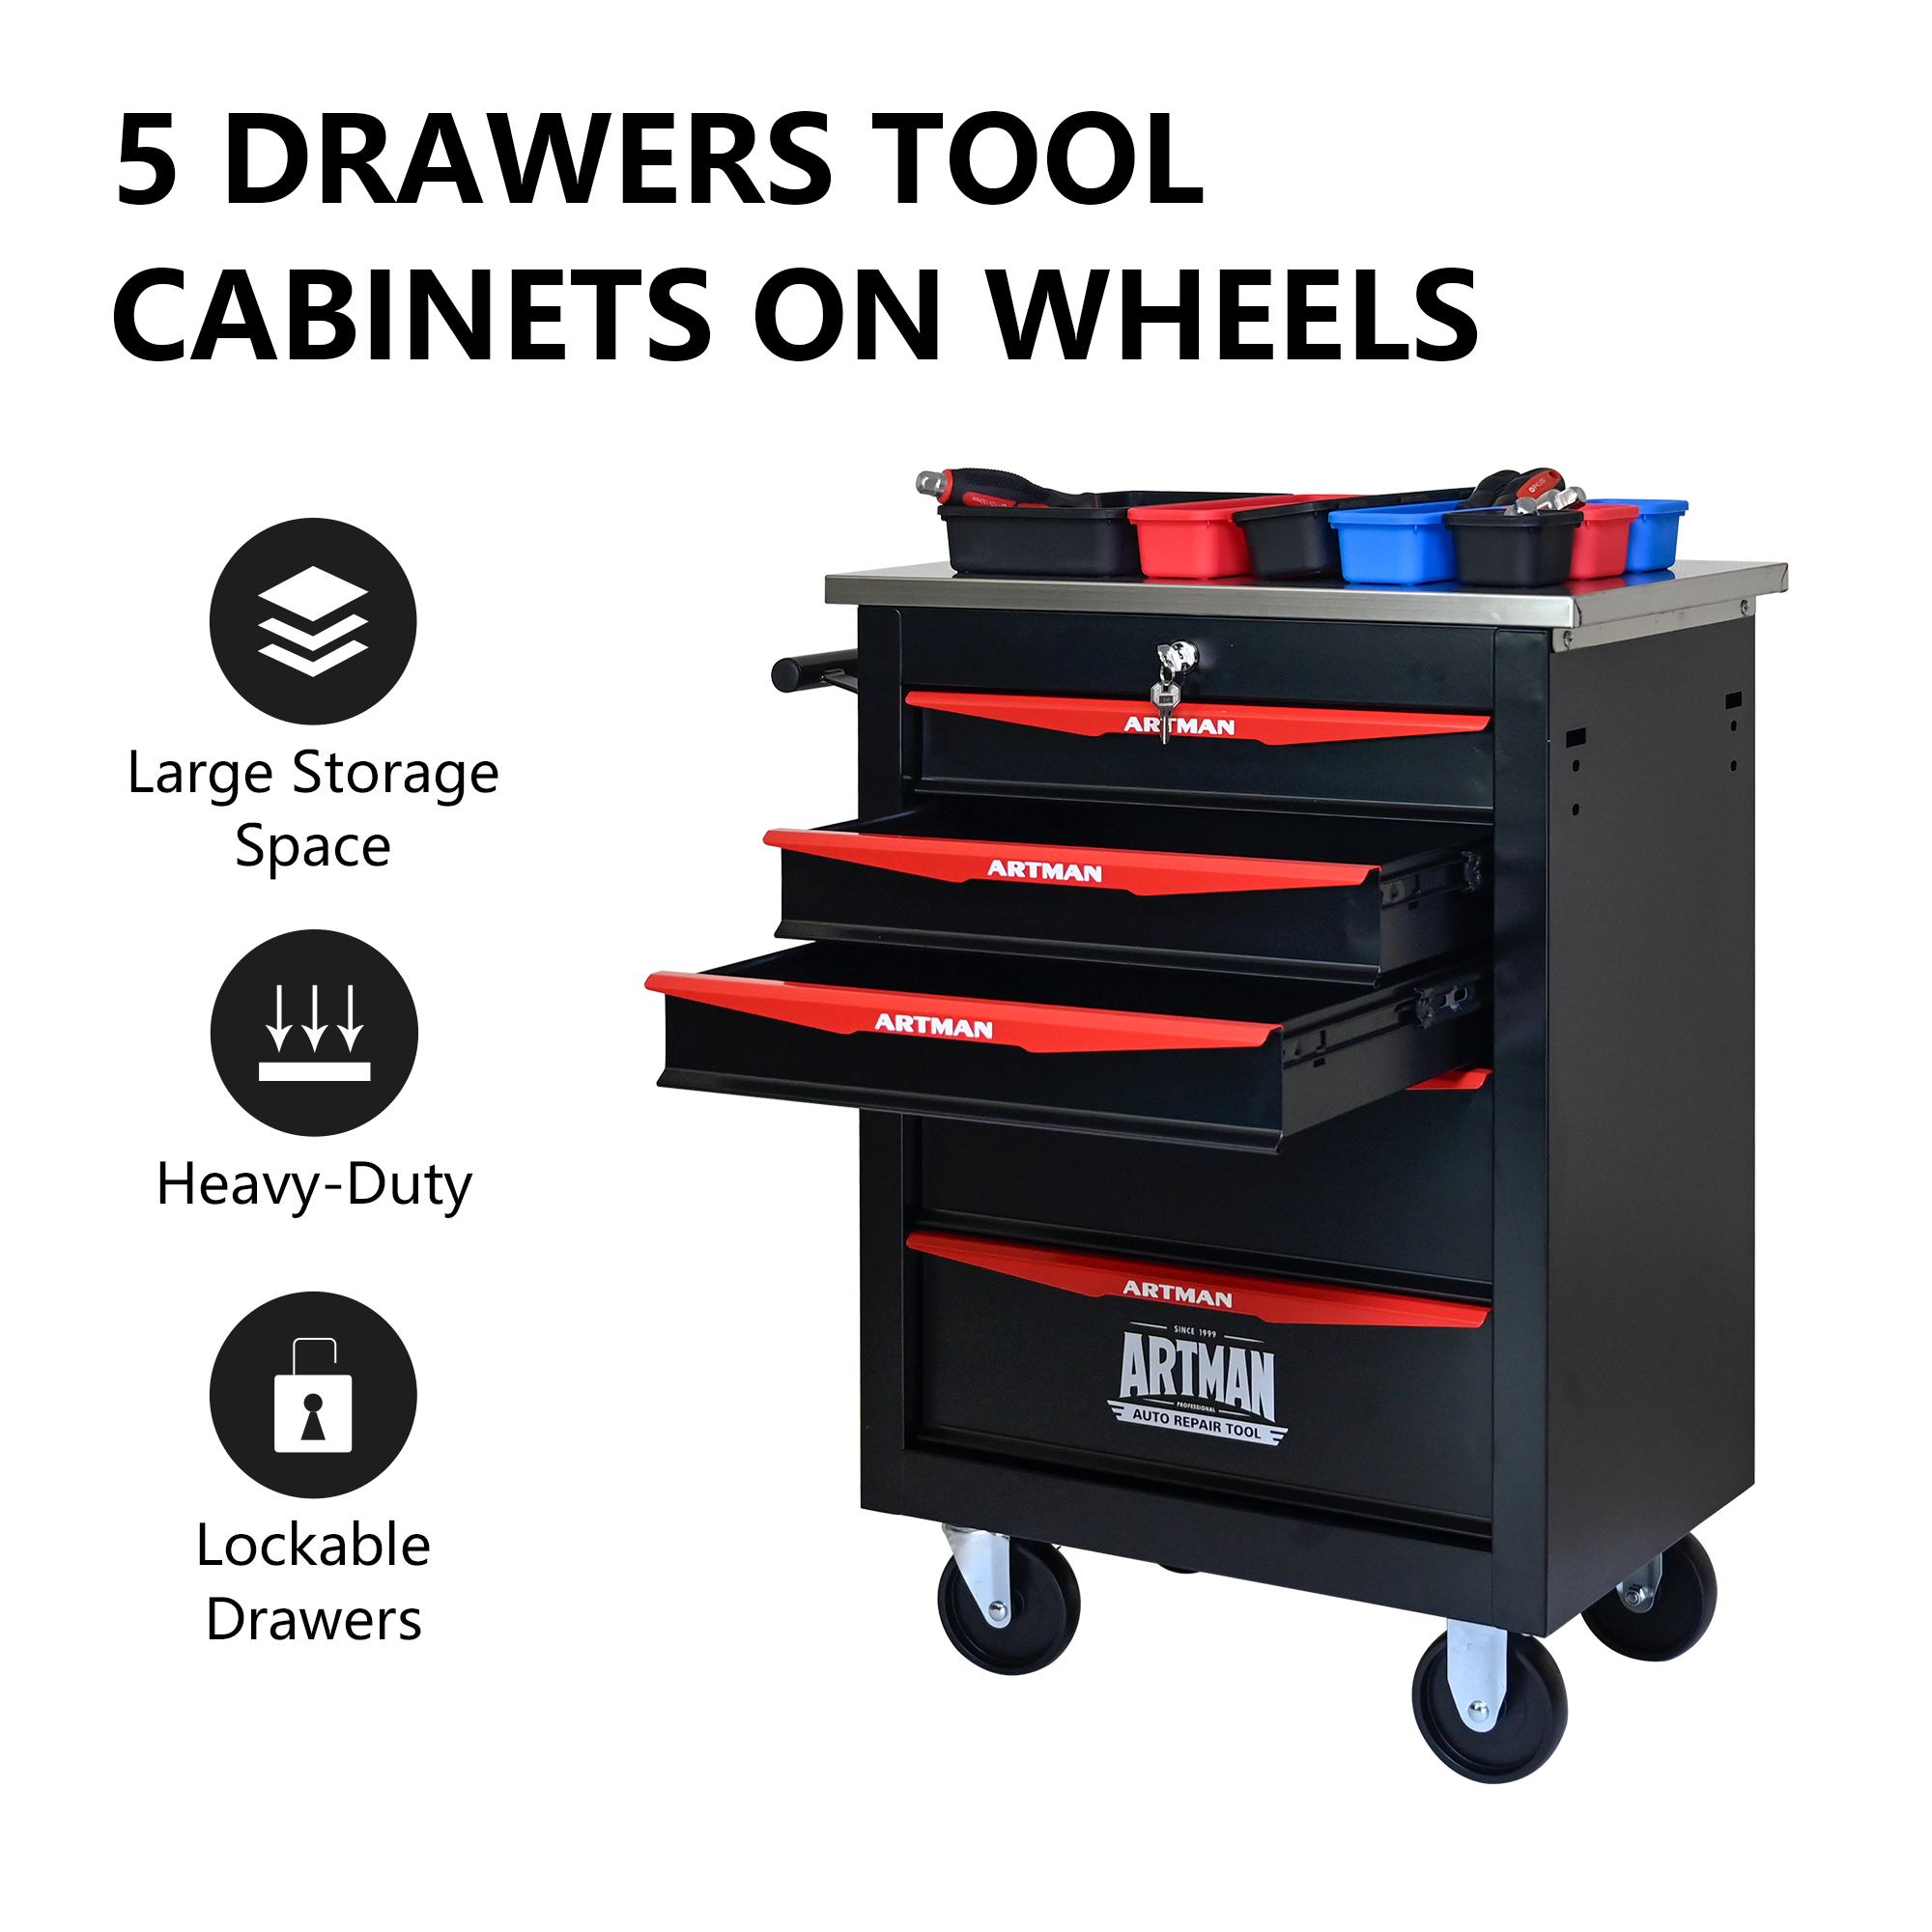 5 DRAWERS TOOL
CABINETS ON WHEELS
Large Storage
Space
Heavy-Duty
Lockable
Drawers
ARTMAN
ARTMAN
ARTMAN
ARTMAN
SINCE 1999
ARTMAN
PROFESSIONAL
AUTO REPAIR TOOL